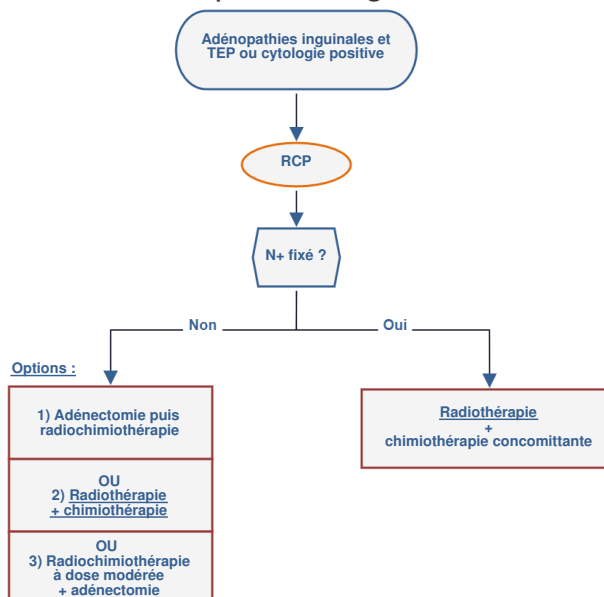 Adénopathies inguinales et
TEP ou cytologie positive
RCP
N+ fixé ?
Non
Oui
Options :
1) Adénectomie puis
radiochimiothérapie
OU
2) Radiothérapie
+ chimiothérapie
OU
3) Radiochimiothérapie
à dose modérée
+ adénectomie
Radiothérapie
+
chimiothérapie concomittante